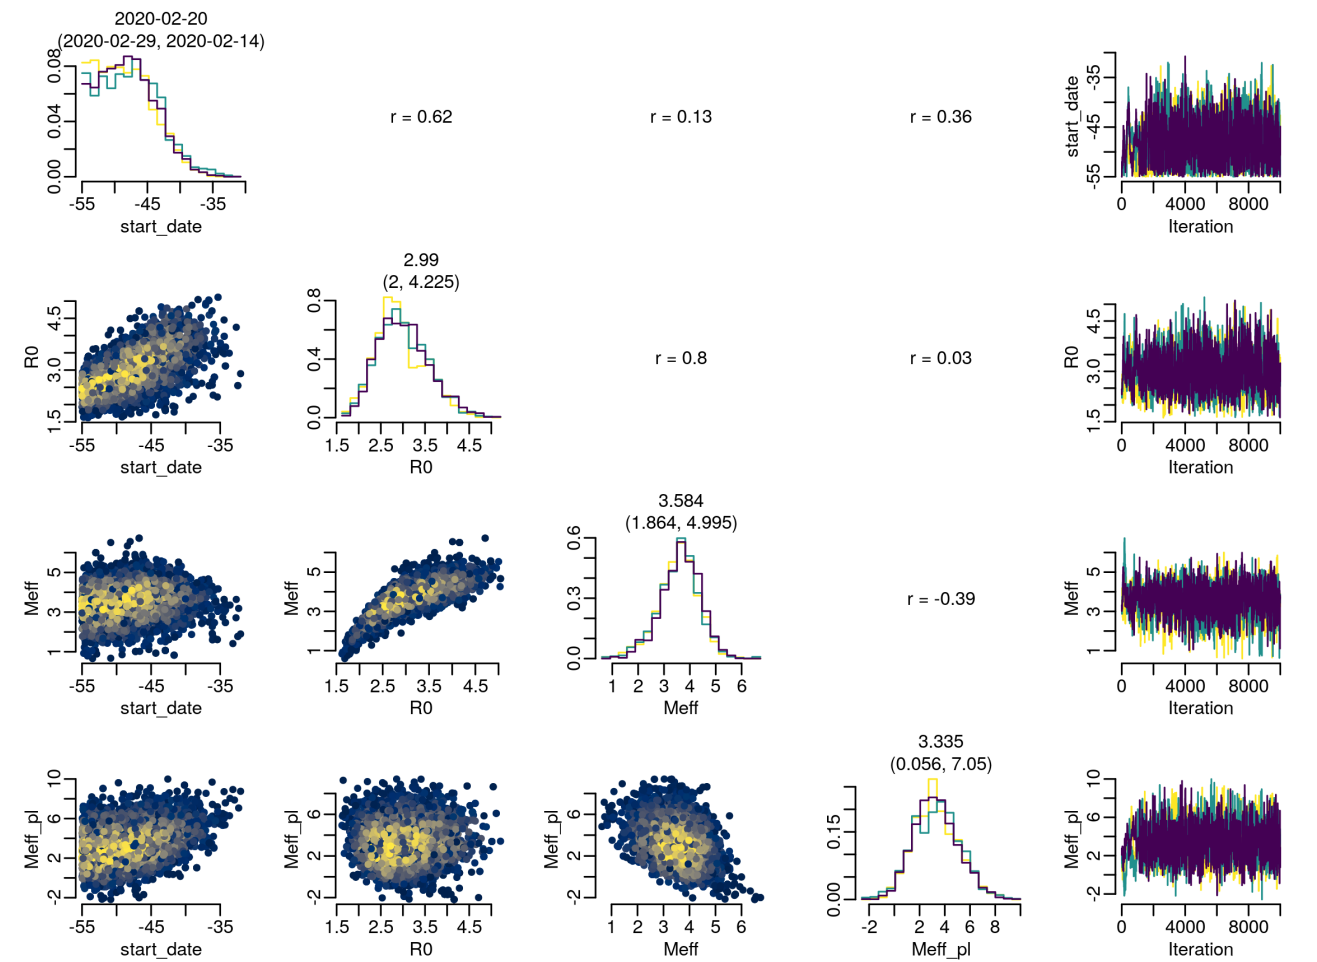 2020-02-20
(2020-02-29, 2020-02-14)
0.00 0.04 0.08
-55 -45 -35
start_date
r = 0.62
r = 0.13
r = 0.36
start_date
-55 -45 -35
0 4000 8000
Iteration
R0
1.5 3.0 4.5
-55 -45 -35
start_date
2.99
(2, 4.225)
0.0 0.4 0.8
1.5 2.5 3.5 4.5
R0
r = 0.8
r = 0.03
R0
1.5 3.0 4.5
0 4000 8000
Iteration
Meff
1 3 5
-55 -45 -35
start_date
Meff
1 3 5
1.5 2.5 3.5 4.5
R0
3.584
(1.864, 4.995)
0.0 0.3 0.6
1 2 3 4 5 6
Meff
r = -0.39
Meff
1 3 5
0 4000 8000
Iteration
Meff_pl
-2 2 6 10
-55 -45 -35
start_date
Meff_pl
-2 2 6
1.5 2.5 3.5 4.5
R0
Meff_pl
-2 2 6
1 2 3 4 5 6
Meff
3.335
(0.056, 7.05)
0.00 0.15
-2 2 4 6 8
Meff_pl
Meff_pl
-2 2 6 10
0 4000 8000
Iteration